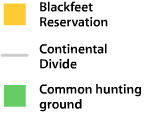 Blackfeet
Reservation
Continental
Divide
Common hunting
ground